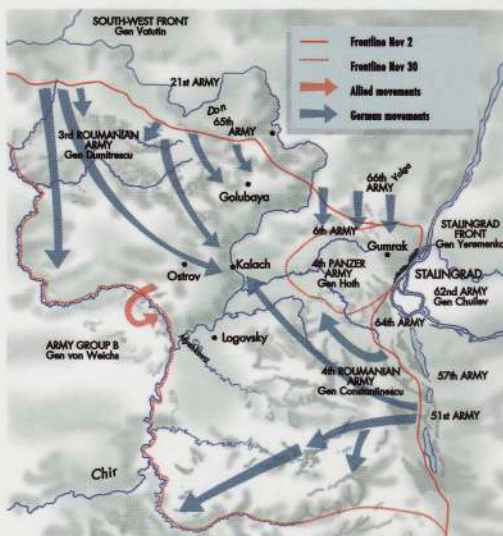 SOUTH-WEST FRONT
Gen Vatutin
Frontline Nov 2
Frontline Nov 30
Allied movements
German movements
21st ARMY
Don
65th
ARMY
3rd ROUMANIAN
ARMY
Gen Dumitrescu
66th
ARMY
Volga
Golubaya
6th ARMY
STALINGRAD
FRONT
Gen Yeremenko
Gumrak
4th PANZER
ARMY
Gen Hoth
STALINGRAD
62nd ARMY
Gen Chuilev
Ostrov
Kalach
64th ARMY
ARMY GROUP B
Gen von Weichs
Logovsky
4th ROUMANIAN
ARMY
Gen Constantinescu
57th ARMY
51st ARMY
Chir